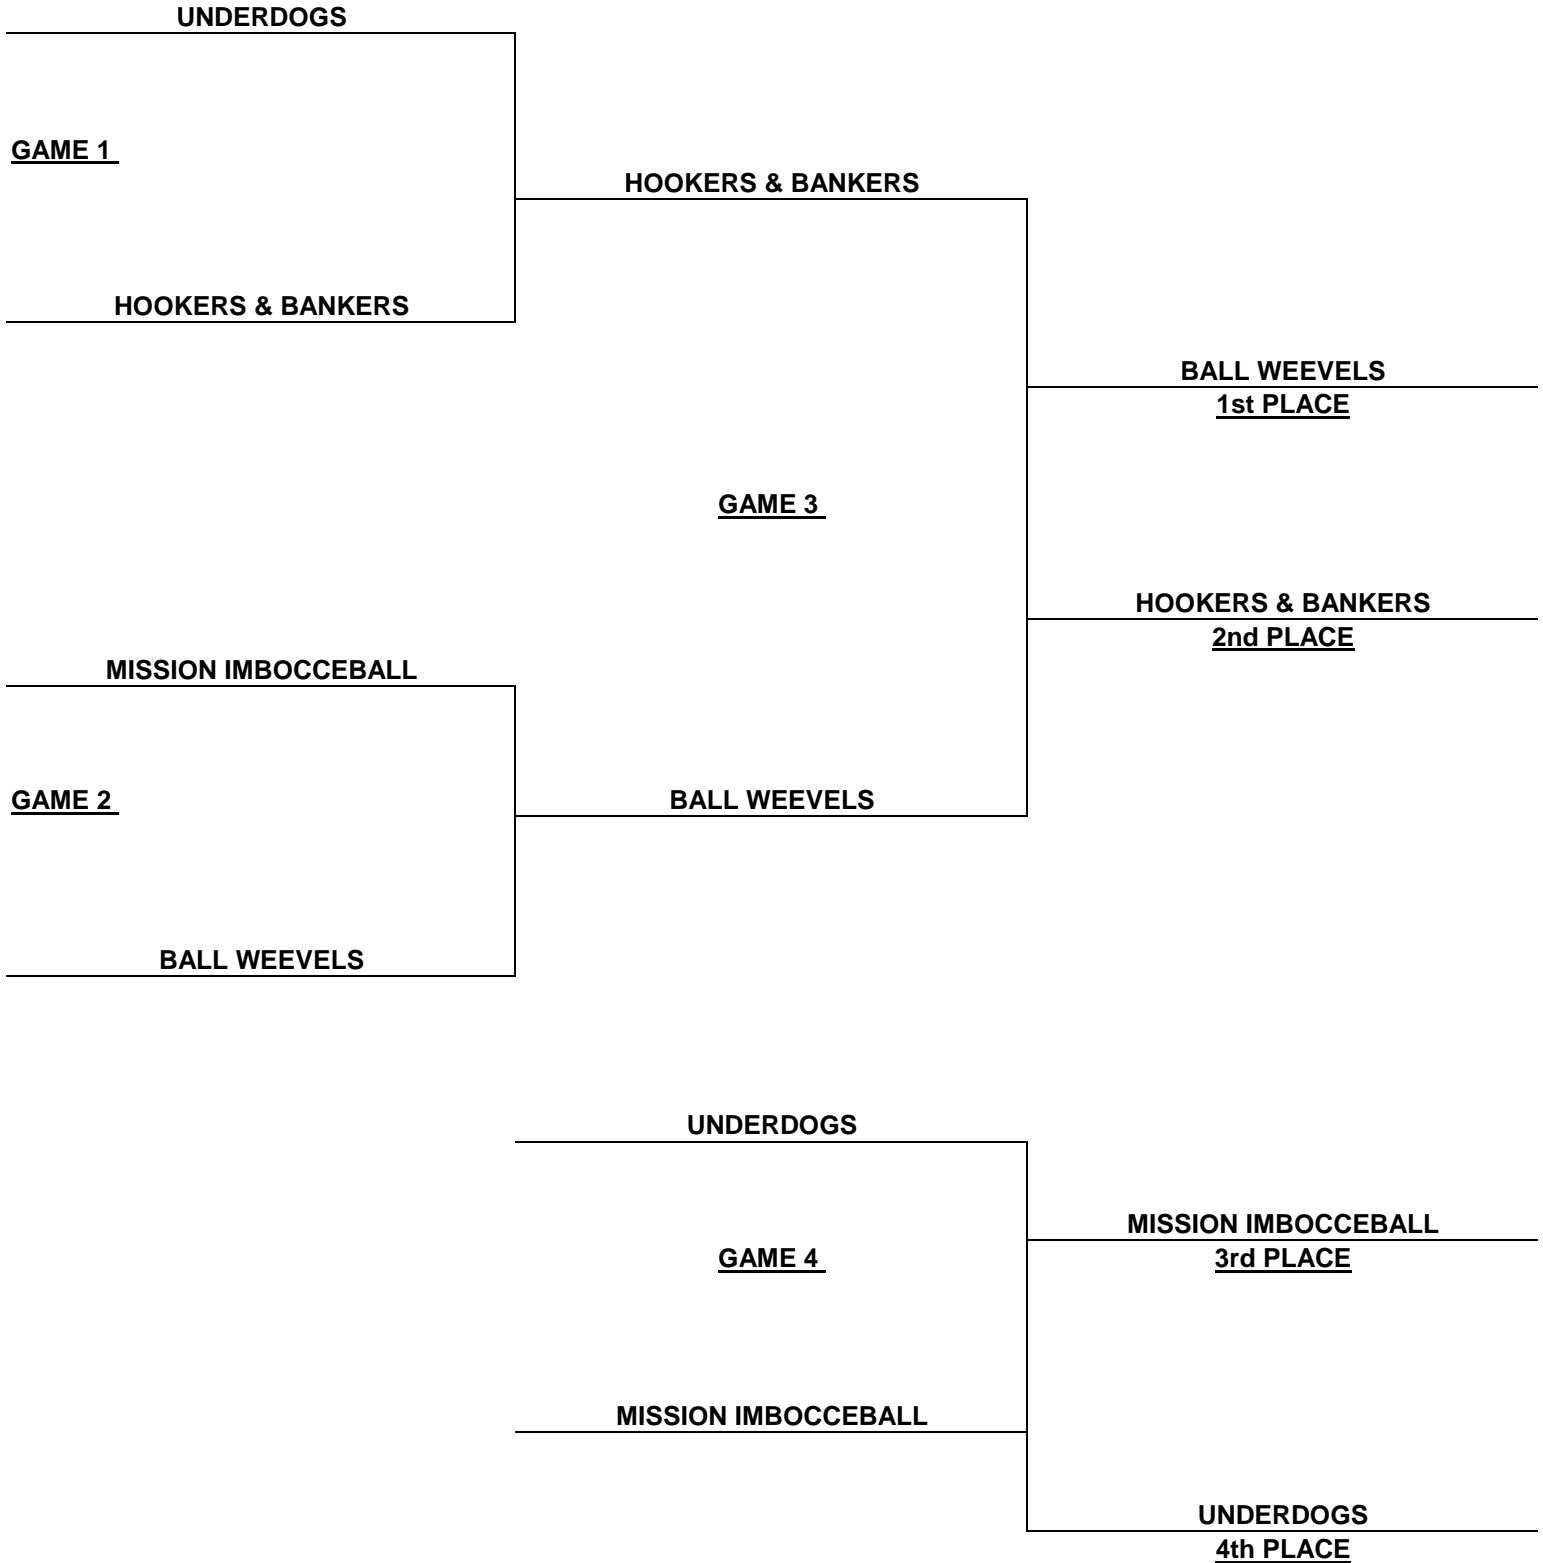 UNDERDOGS
GAME 1
HOOKERS & BANKERS
HOOKERS & BANKERS
BALL WEEVELS
1st PLACE
GAME 3
HOOKERS & BANKERS
2nd PLACE
MISSION IMBOCCEBALL
GAME 2
BALL WEEVELS
BALL WEEVELS
UNDERDOGS
MISSION IMBOCCEBALL
3rd PLACE
GAME 4
MISSION IMBOCCEBALL
UNDERDOGS
4th PLACE